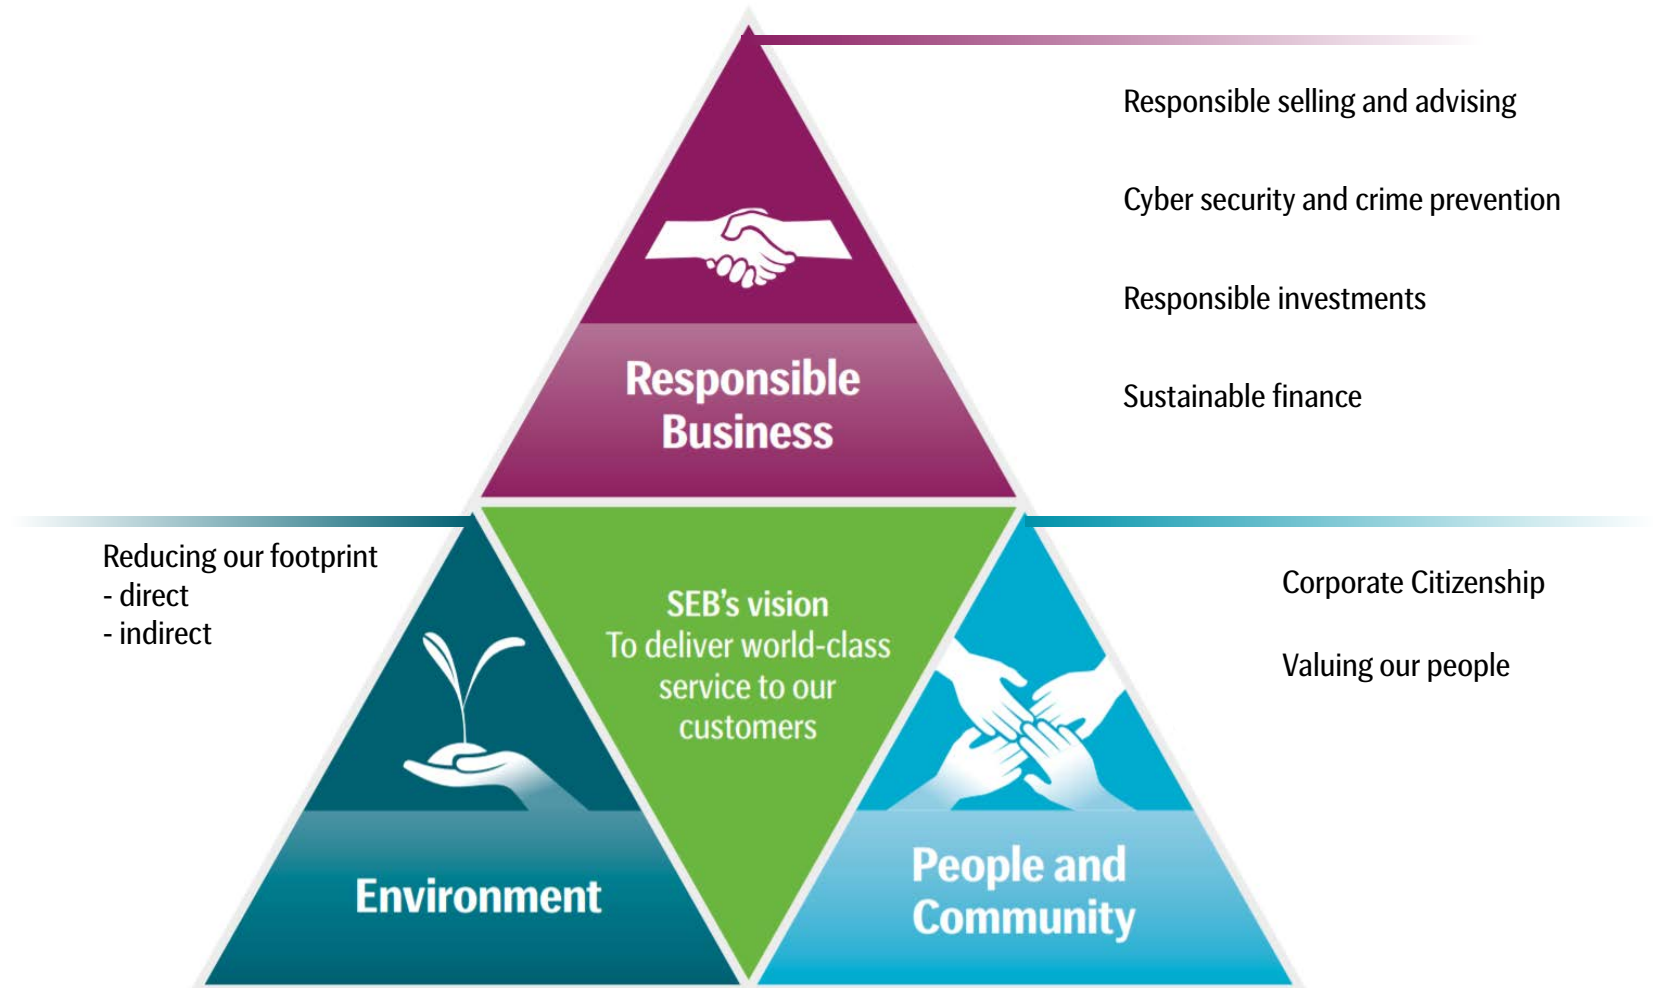 Responsible selling and advising
Cyber security and crime prevention
Responsible investments
Sustainable finance
Responsible
Business
Reducing our footprint
- direct
- indirect
SEB’s vision
To deliver world-class
service to our
customers
Corporate Citizenship
Valuing our people
Environment
People and
Community